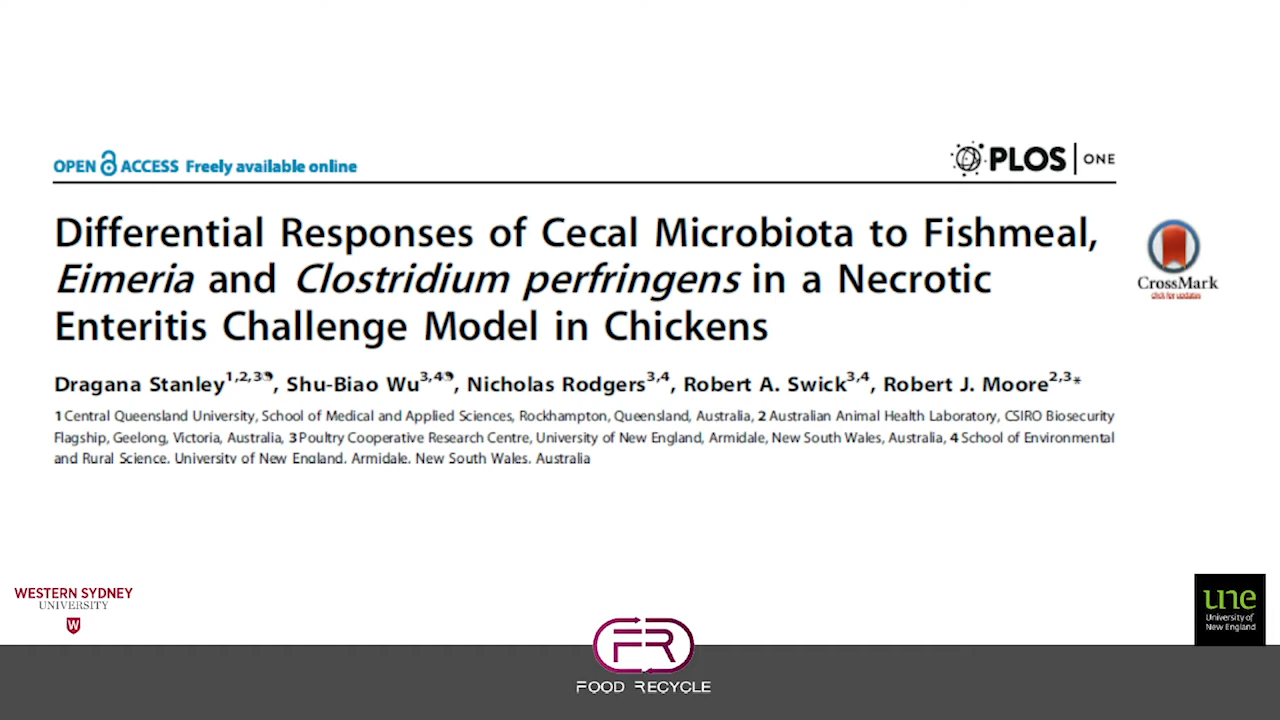 OPEN ACCESS Freely available online
PLOS ONE
Differential Responses of Cecal Microbiota to Fishmeal,
Eimeria and Clostridium perfringens in a Necrotic
Enteritis Challenge Model in Chickens
CrossMark
click for updates
Dragana Stanley1,2,3, Shu-Biao Wu3,4, Nicholas Rodgers3,4, Robert A. Swick3,4, Robert J. Moore2,3*
1 Central Queensland University, School of Medical and Applied Sciences, Rockhampton, Queensland, Australia, 2 Australian Animal Health Laboratory, CSIRO Biosecurity
Flagship, Geelong, Victoria, Australia, 3 Poultry Cooperative Research Centre, University of New England, Armidale, New South Wales, Australia, 4 School of Environmental
and Rural Science, University of New England, Armidale, New South Wales, Australia
WESTERN SYDNEY
UNIVERSITY
W
une
University of
New England
FR
FOOD RECYCLE